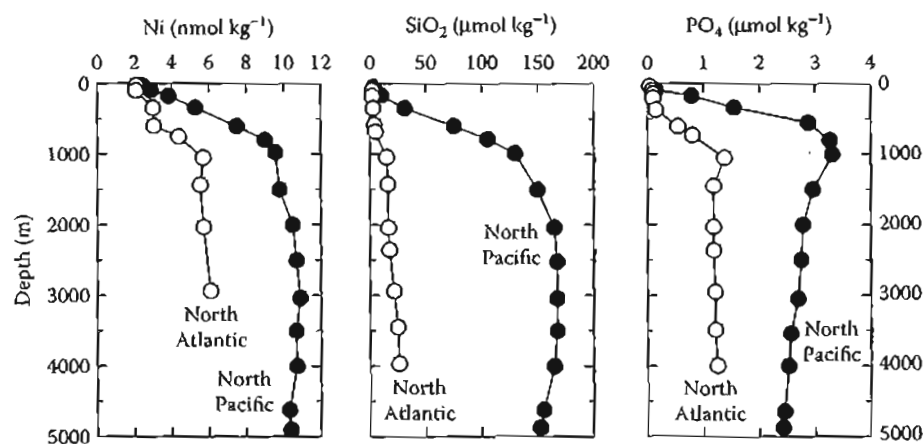 Ni (nmol kg⁻¹)
SiO₂ (μmol kg⁻¹)
PO₄ (μmol kg⁻¹)
0 2 4 6 8 10 12
0 50 100 150 200
0 1 2 3 4
Depth (m)
0
1000
2000
3000
4000
5000
0
1000
2000
3000
4000
5000
North
Atlantic
North
Pacific
North
Pacific
North
Atlantic
North
Pacific
North
Atlantic